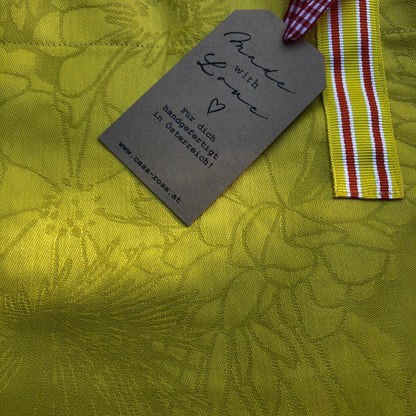 Made
with
Love
Für dich
handgefertigt
in Österreich!
www.casa-rosa.at